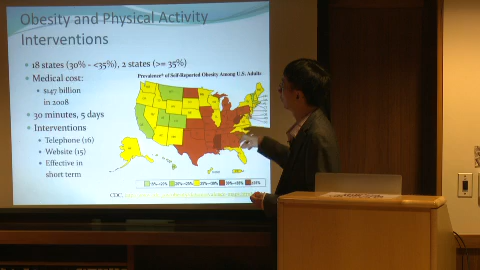 Obesity and Physical Activity
Interventions
18 states (30% - <35%), 2 states (>= 35%)
Medical cost:
$147 billion
in 2008
30 minutes, 5 days
Interventions
Telephone (16)
Website (15)
Effective in
short term
Prevalence* of Self-Reported Obesity Among U.S. Adults
CDC